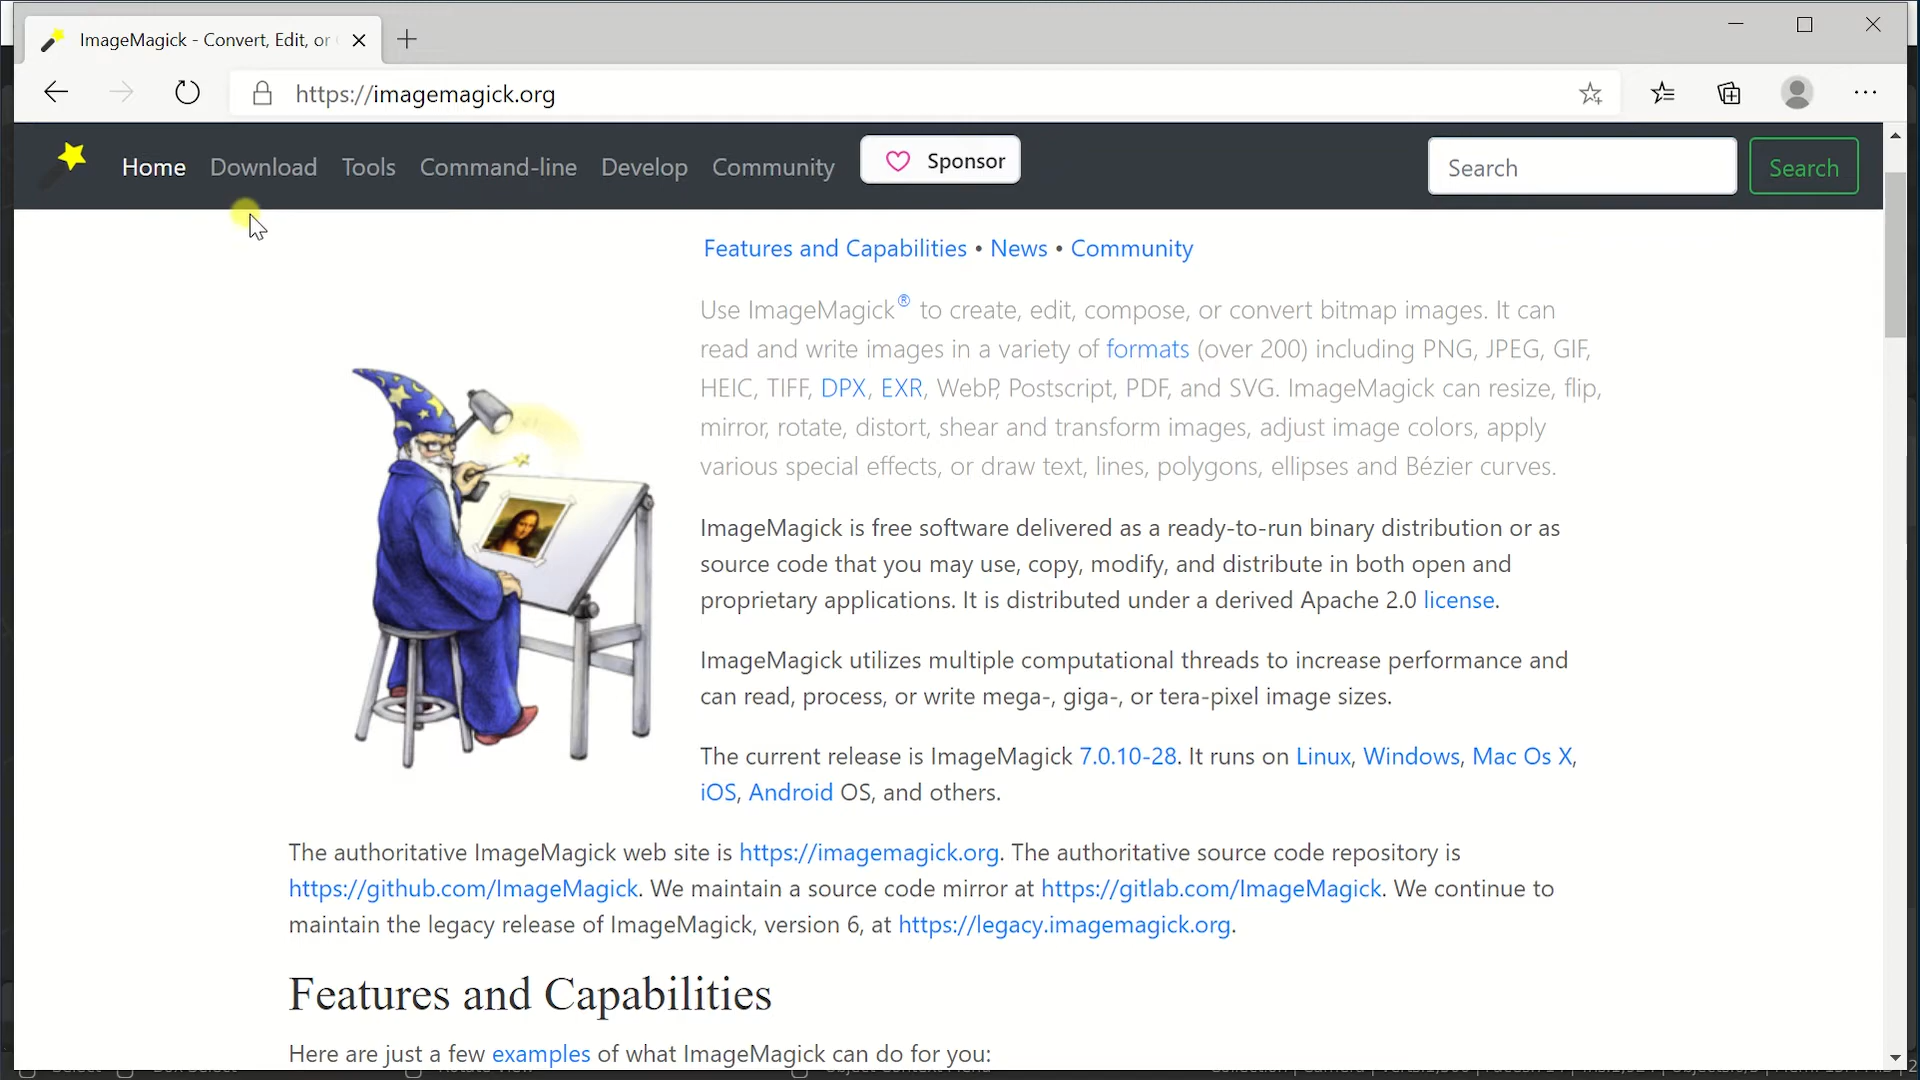 ImageMagick - Convert, Edit, or
https://imagemagick.org
Home Download Tools Command-line Develop Community Sponsor Search Search
Features and Capabilities • News • Community
Use ImageMagick® to create, edit, compose, or convert bitmap images. It can
read and write images in a variety of formats (over 200) including PNG, JPEG, GIF,
HEIC, TIFF, DPX, EXR, WebP, Postscript, PDF, and SVG. ImageMagick can resize, flip,
mirror, rotate, distort, shear and transform images, adjust image colors, apply
various special effects, or draw text, lines, polygons, ellipses and Bézier curves.
ImageMagick is free software delivered as a ready-to-run binary distribution or as
source code that you may use, copy, modify, and distribute in both open and
proprietary applications. It is distributed under a derived Apache 2.0 license.
ImageMagick utilizes multiple computational threads to increase performance and
can read, process, or write mega-, giga-, or tera-pixel image sizes.
The current release is ImageMagick 7.0.10-28. It runs on Linux, Windows, Mac Os X,
iOS, Android OS, and others.
The authoritative ImageMagick web site is https://imagemagick.org. The authoritative source code repository is
https://github.com/ImageMagick. We maintain a source code mirror at https://gitlab.com/ImageMagick. We continue to
maintain the legacy release of ImageMagick, version 6, at https://legacy.imagemagick.org.
Features and Capabilities
Here are just a few examples of what ImageMagick can do for you: